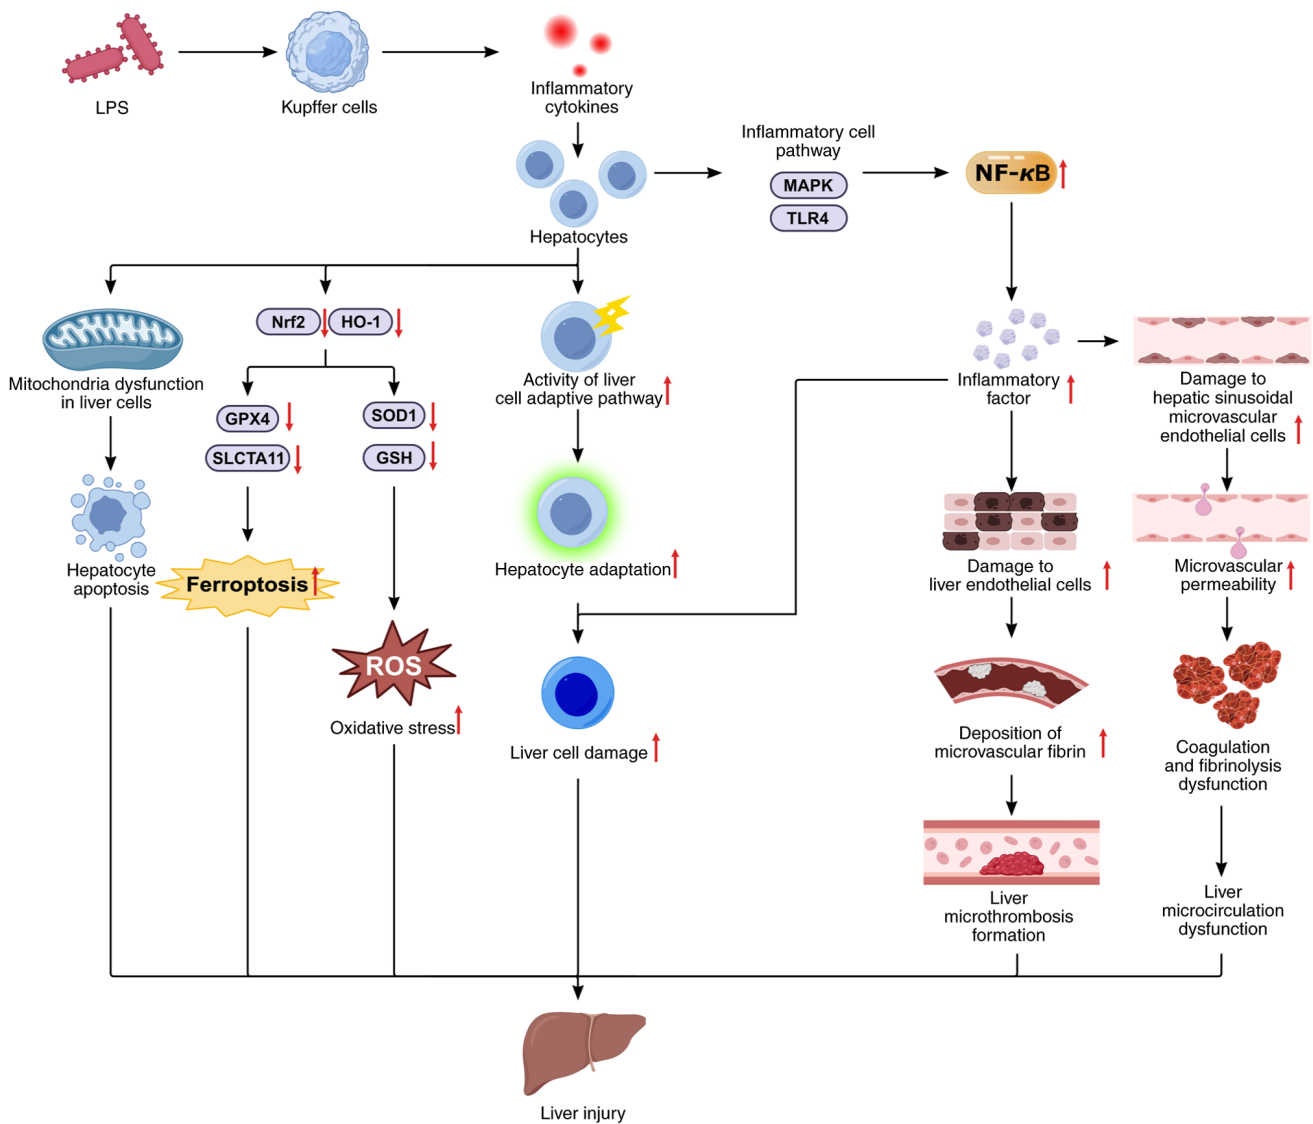 LPS
Kupffer cells
Inflammatory
cytokines
Hepatocytes
Inflammatory cell
pathway
MAPK
TLR4
NF-κB
Nrf2
HO-1
Mitochondria dysfunction
in liver cells
GPX4
SLCTA11
SOD1
GSH
Activity of liver
cell adaptive pathway
Inflammatory
factor
Damage to
hepatic sinusoidal
microvascular
endothelial cells
Hepatocyte
apoptosis
Ferroptosis
Hepatocyte adaptation
Damage to
liver endothelial cells
Microvascular
permeability
ROS
Oxidative stress
Liver cell damage
Deposition of
microvascular fibrin
Coagulation
and fibrinolysis
dysfunction
Liver
microthrombosis
formation
Liver
microcirculation
dysfunction
Liver injury